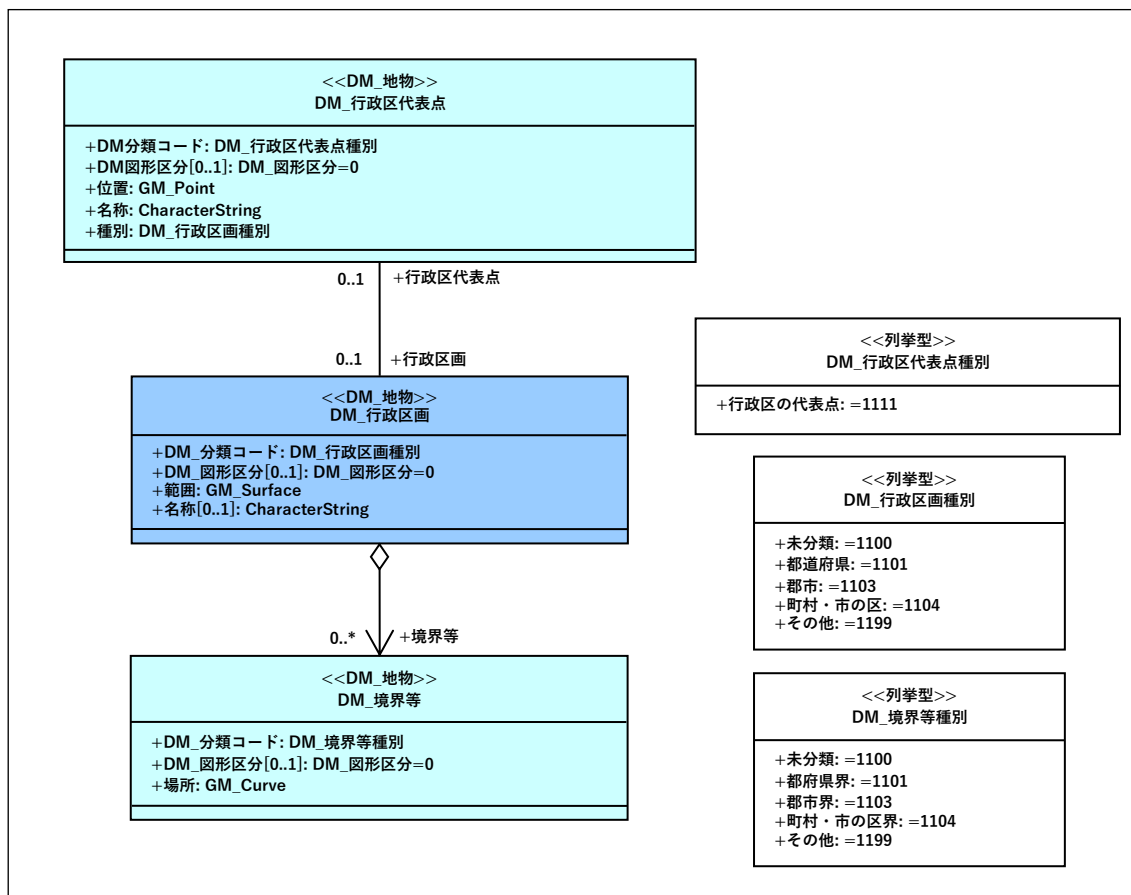 <<DM_地物>>
DM_行政区代表点
+DM分類コード: DM_行政区代表点種別
+DM図形区分[0..1]: DM_図形区分=0
+位置: GM_Point
+名称: CharacterString
+種別: DM_行政区画種別
0..1 +行政区代表点
0..1 +行政区画
<<DM_地物>>
DM_行政区画
+DM_分類コード: DM_行政区画種別
+DM_図形区分[0..1]: DM_図形区分=0
+範囲: GM_Surface
+名称[0..1]: CharacterString
0..* +境界等
<<DM_地物>>
DM_境界等
+DM_分類コード: DM_境界等種別
+DM_図形区分[0..1]: DM_図形区分=0
+場所: GM_Curve
<<列挙型>>
DM_行政区代表点種別
+行政区の代表点: =1111
<<列挙型>>
DM_行政区画種別
+未分類: =1100
+都道府県: =1101
+郡市: =1103
+町村・市の区: =1104
+その他: =1199
<<列挙型>>
DM_境界等種別
+未分類: =1100
+都府県界: =1101
+郡市界: =1103
+町村・市の区界: =1104
+その他: =1199